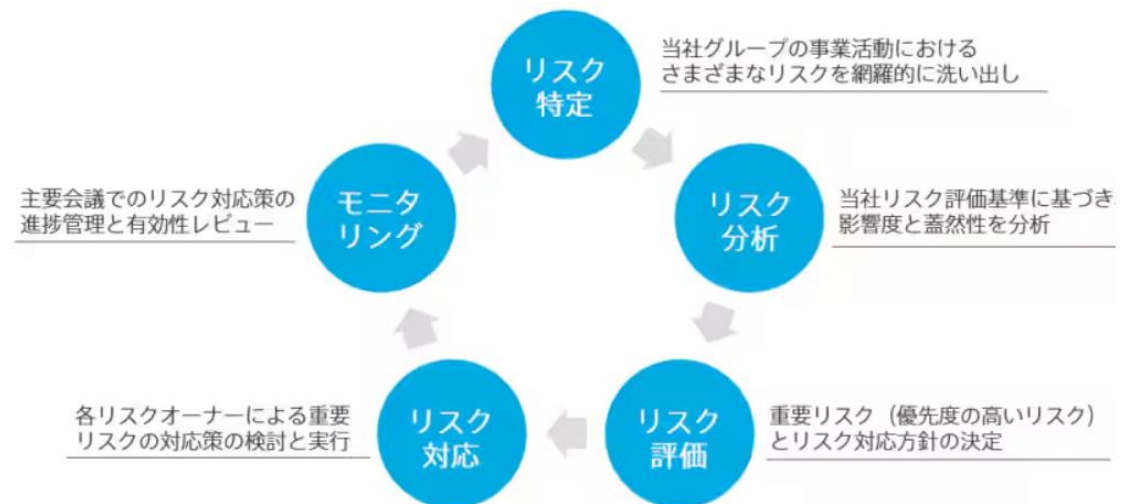 リスク
特定
当社グループの事業活動における
さまざまなリスクを網羅的に洗い出し
リスク
分析
当社リスク評価基準に基づき
影響度と蓋然性を分析
リスク
評価
重要リスク（優先度の高いリスク）
とリスク対応方針の決定
リスク
対応
各リスクオーナーによる重要
リスクの対応策の検討と実行
モニタ
リング
主要会議でのリスク対応策の
進捗管理と有効性レビュー